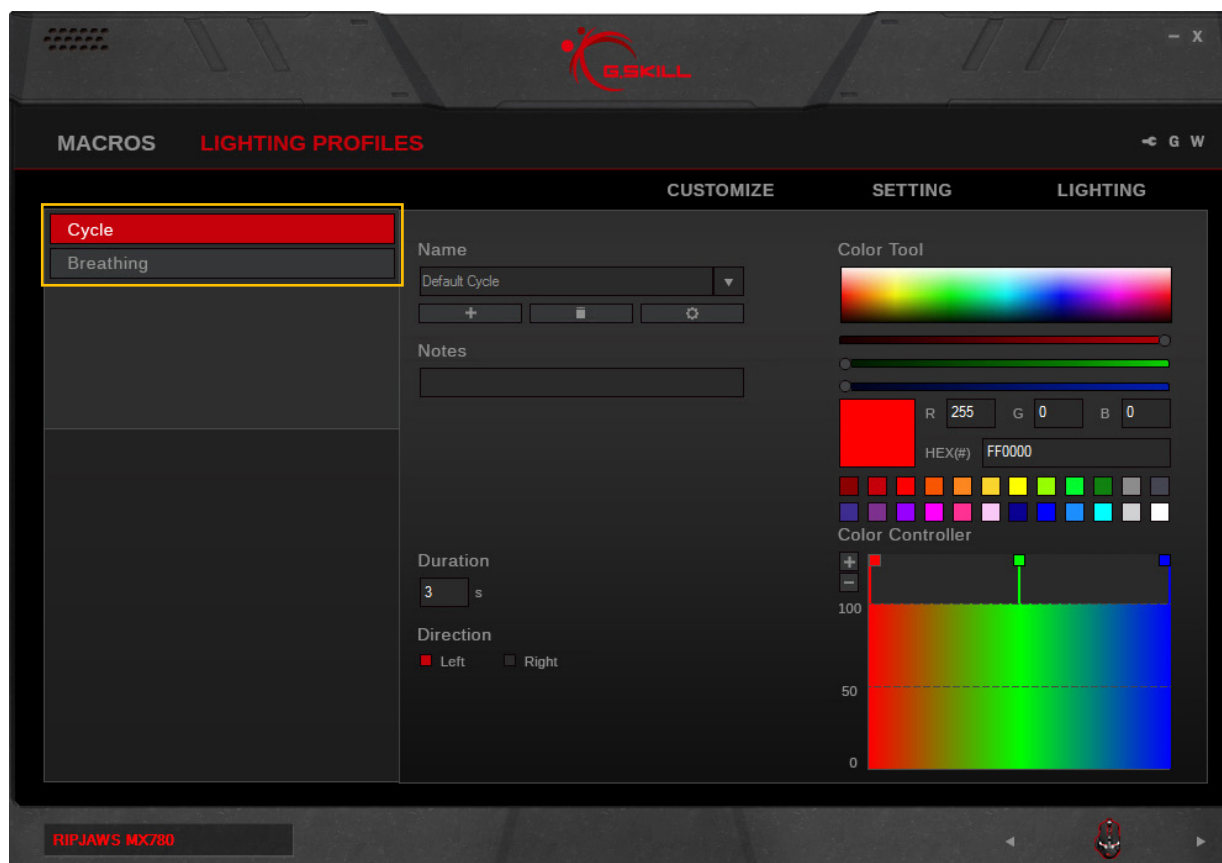 G.SKILL
- X
MACROS LIGHTING PROFILES
G W
CUSTOMIZE SETTING LIGHTING
Cycle
Breathing
Name
Default Cycle
Notes
Duration
3 s
Direction
Left Right
Color Tool
R 255 G 0 B 0
HEX(#) FF0000
Color Controller
+
-
100
50
0
RIPJAWS MX780